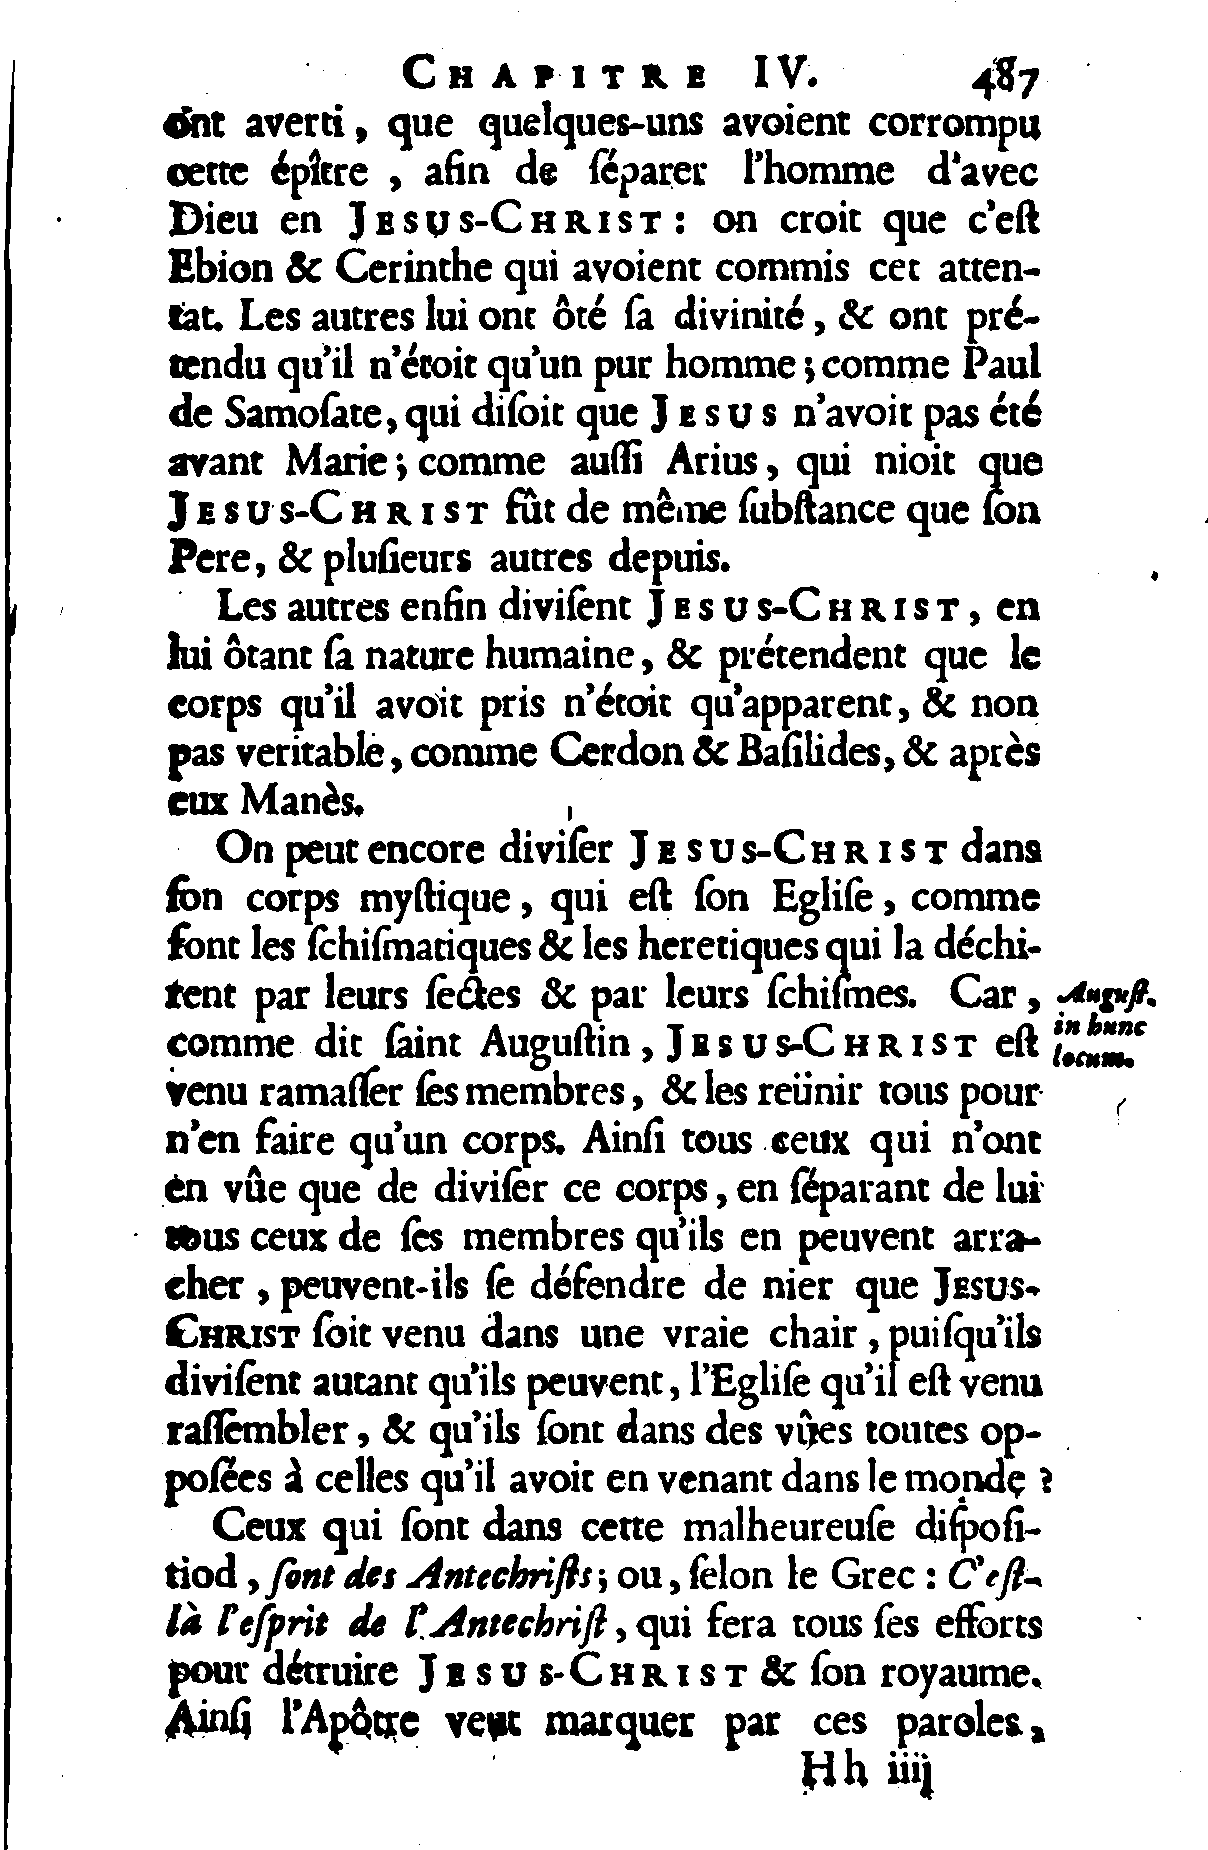 CHAPITRE IV. 487
ont averti, que quelques-uns avoient corrompu
cette épître, afin de ſéparer l'homme d'avec
Dieu en JESUS-CHRIST: on croit que c'eſt
Ebion & Cerinthe qui avoient commis cet atten-
tat. Les autres lui ont ôté ſa divinité, & ont pré-
tendu qu'il n'étoit qu'un pur homme; comme Paul
de Samoſate, qui diſoit que JESUS n'avoit pas été
avant Marie; comme auſſi Arius, qui nioit que
JESUS-CHRIST fût de même ſubſtance que ſon
Pere, & pluſieurs autres depuis.
Les autres enfin diviſent JESUS-CHRIST, en
lui ôtant ſa nature humaine, & prétendent que le
corps qu'il avoit pris n'étoit qu'apparent, & non
pas veritable, comme Cerdon & Baſilides, & après
eux Manès.
On peut encore diviſer JESUS-CHRIST dans
ſon corps myſtique, qui eſt ſon Egliſe, comme
font les ſchiſmatiques & les heretiques qui la déchi-
rent par leurs ſectes & par leurs ſchiſmes. Car,
comme dit ſaint Auguſtin, JESUS-CHRIST eſt
venu ramaſſer ſes membres, & les reünir tous pour
n'en faire qu'un corps. Ainſi tous ceux qui n'ont
en vûe que de diviſer ce corps, en ſéparant de lui
tous ceux de ſes membres qu'ils en peuvent arra-
cher, peuvent-ils ſe défendre de nier que JESUS-
CHRIST ſoit venu dans une vraie chair, puiſqu'ils
diviſent autant qu'ils peuvent, l'Egliſe qu'il eſt venu
raſſembler, & qu'ils ſont dans des vûes toutes op-
poſées à celles qu'il avoit en venant dans le monde?
Ceux qui ſont dans cette malheureuſe diſpoſi-
tiod, ſont des Antechriſts; ou, ſelon le Grec: C'eſt-
là l'eſprit de l'Antechriſt, qui fera tous ſes efforts
pour détruire JESUS-CHRIST & ſon royaume.
Ainſi l'Apôtre veut marquer par ces paroles,
Hh iiij
Auguſt.
in hunc
locum.